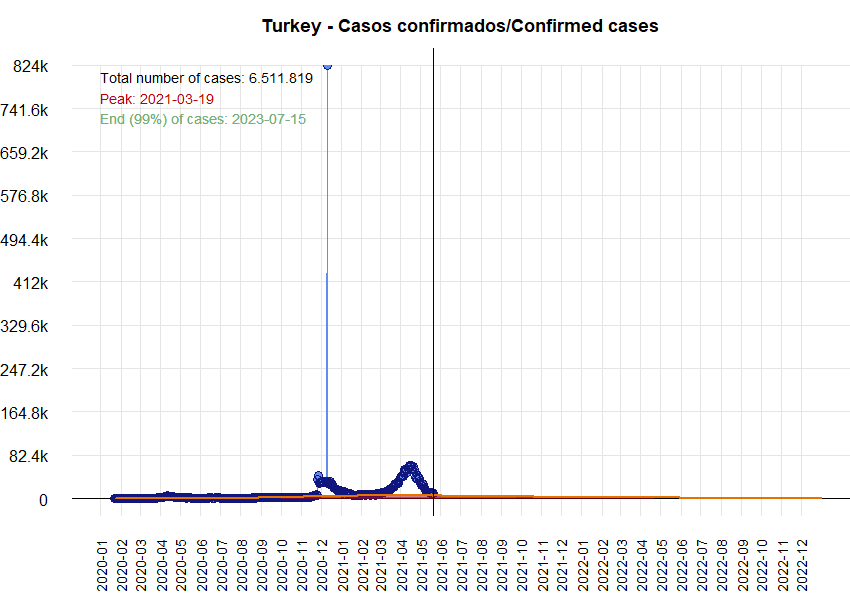 Turkey - Casos confirmados/Confirmed cases
824k
Total number of cases: 6.511.819
Peak: 2021-03-19
741.6k
End (99%) of cases: 2023-07-15
659.2k
576.8k
494.4k
412k
329.6k
247.2k
164.8k
82.4k
0
2020-01
2020-02
2020-03
2020-04
2020-05
2020-06
2020-07
2020-08
2020-09
2020-10
2020-11
2020-12
2021-01
2021-02
2021-03
2021-04
2021-05
2021-06
2021-07
2021-08
2021-09
2021-10
2021-11
2021-12
2022-01
2022-02
2022-03
2022-04
2022-05
2022-06
2022-07
2022-08
2022-09
2022-10
2022-11
2022-12